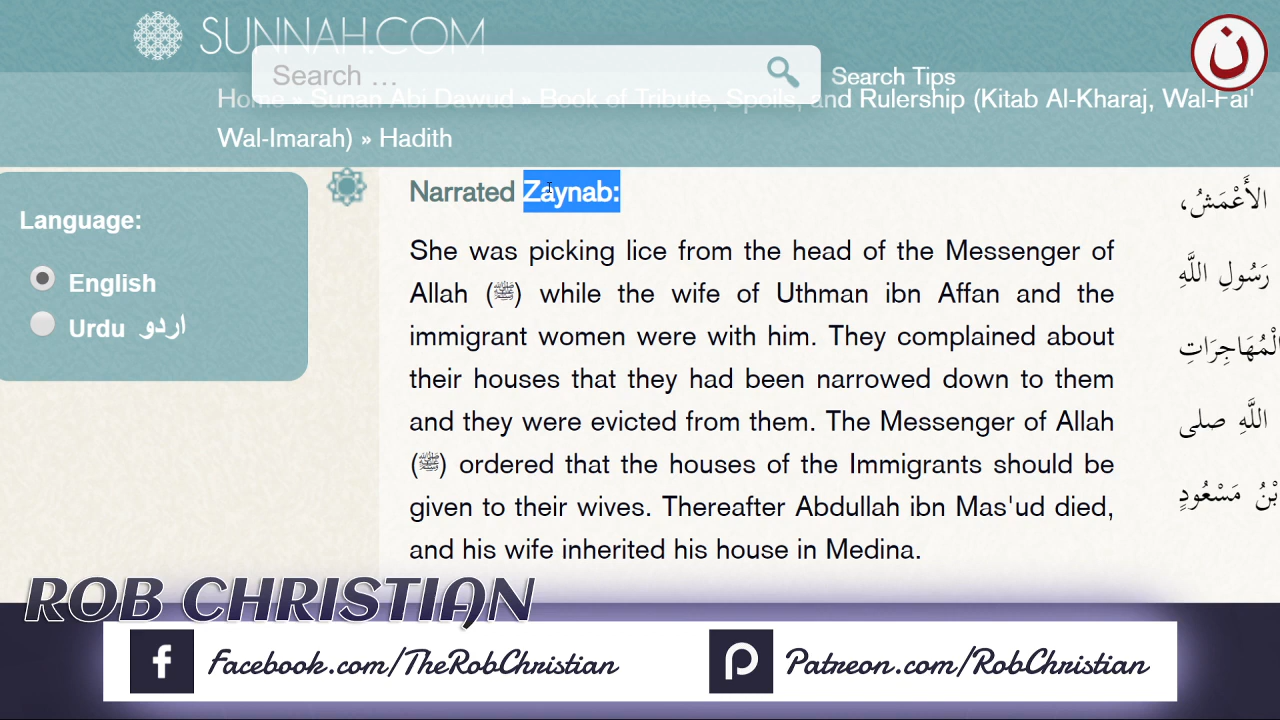 SUNNAH.COM
ن
Search ...
Search Tips
Home » Sunan Abi Dawud » Book of Tribute, Spoils, and Rulership (Kitab Al-Kharaj, Wal-Fai'
Wal-Imarah) » Hadith
Language:
English
Urdu اردو
Narrated Zaynab:
She was picking lice from the head of the Messenger of
Allah (ﷺ) while the wife of Uthman ibn Affan and the
immigrant women were with him. They complained about
their houses that they had been narrowed down to them
and they were evicted from them. The Messenger of Allah
(ﷺ) ordered that the houses of the Immigrants should be
given to their wives. Thereafter Abdullah ibn Mas'ud died,
and his wife inherited his house in Medina.
الأَعْمَشُ،
رَسُولِ اللَّهِ
الْمُهَاجِرَاتِ
اللَّهِ صلى
بْنُ مَسْعُودٍ
ROB CHRISTIAN
Facebook.com/TheRobChristian
Patreon.com/RobChristian